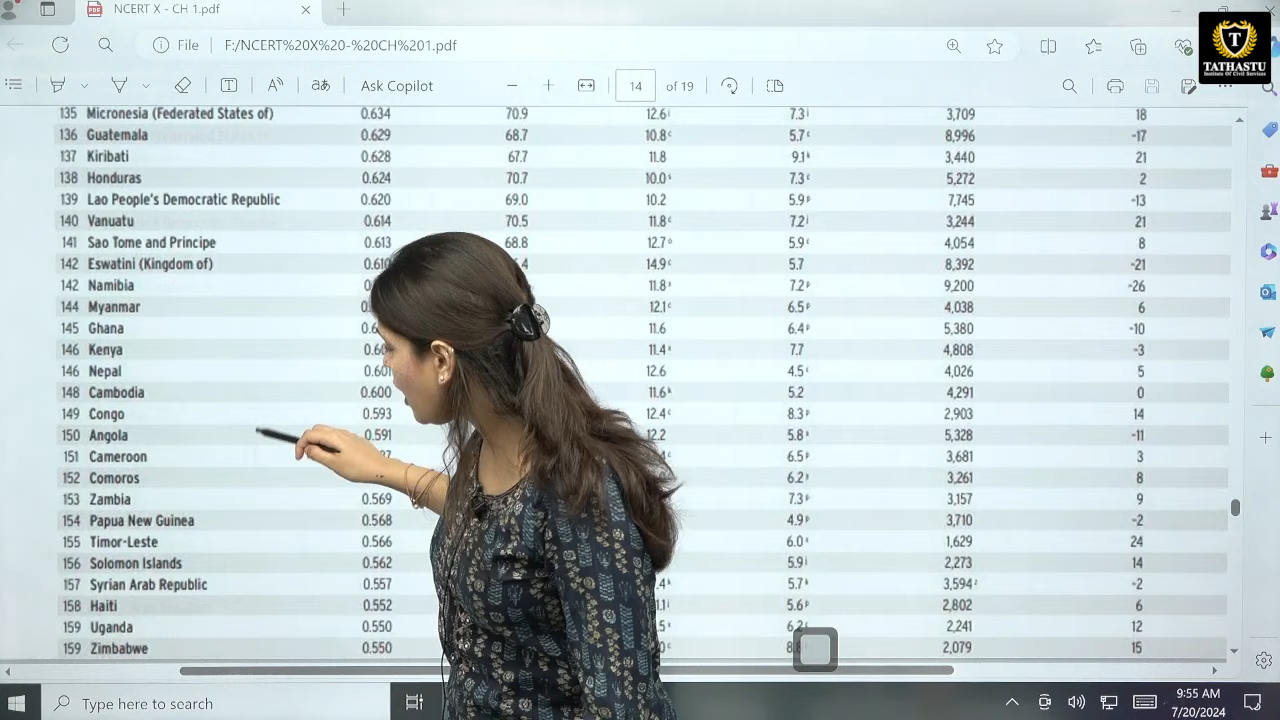 NCERT X - CH 1.pdf
File F:/NCERT%20X%20-%20CH%201.pdf
TATHASTU
Institute Of Civil Services
Ask Copilot 14 of 19
135 Micronesia (Federated States of) 0.634 70.9 12.6 7.3 3,709 18
136 Guatemala 0.629 68.7 10.8 c 5.7 c 8,996 -17
137 Kiribati 0.628 67.7 11.8 9.1 3,440 21
138 Honduras 0.624 70.7 10.0 7.3 c 5,272 2
139 Lao People's Democratic Republic 0.620 69.0 10.2 5.9 p 7,745 -13
140 Vanuatu 0.614 70.5 11.8 c 7.2 3,244 21
141 Sao Tome and Principe 0.613 68.8 12.7 5.9 c 4,054 8
142 Eswatini (Kingdom of) 0.610 14.9 c 5.7 8,392 -21
142 Namibia 11.8 7.2 p 9,200 -26
144 Myanmar 12.1 c 6.5 p 4,038 6
145 Ghana 11.6 6.4 p 5,380 -10
146 Kenya 11.4 7.7 4,808 -3
146 Nepal 0.601 12.6 4.5 c 4,026 5
148 Cambodia 0.600 11.6 5.2 4,291 0
149 Congo 0.593 12.4 c 8.3 p 2,903 14
150 Angola 0.591 12.2 5.8 5,328 -11
151 Cameroon 6.5 p 3,681 3
152 Comoros 6.2 3,261 8
153 Zambia 0.569 7.3 p 3,157 9
154 Papua New Guinea 0.568 4.9 p 3,710 -2
155 Timor-Leste 0.566 6.0 1,629 24
156 Solomon Islands 0.562 5.9 2,273 14
157 Syrian Arab Republic 0.557 5.7 3,594 2 -2
158 Haiti 0.552 5.6 p 2,802 6
159 Uganda 0.550 6.2 2,241 12
159 Zimbabwe 0.550 2,079 15
Type here to search
9:55 AM
7/20/2024